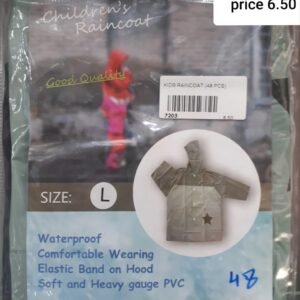 price 6.50
Children's
Raincoat
Good Quality
KIDS RAINCOAT (48 PCS)
7203
6.50
SIZE: L
Waterproof
Comfortable Wearing
Elastic Band on Hood
Soft and Heavy gauge PVC
48